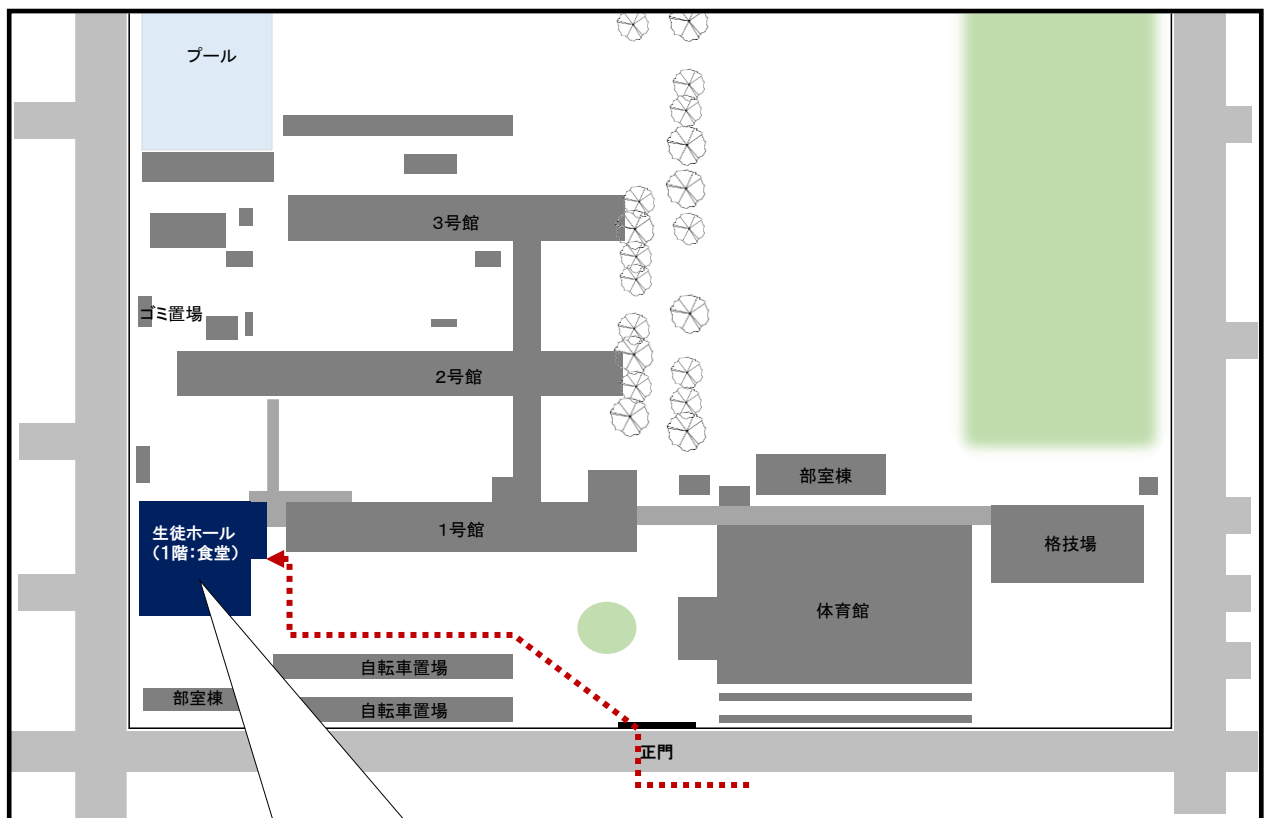 プール
3号館
ゴミ置場
2号館
部室棟
生徒ホール
(1階:食堂)
1号館
格技場
体育館
自転車置場
部室棟
自転車置場
正門